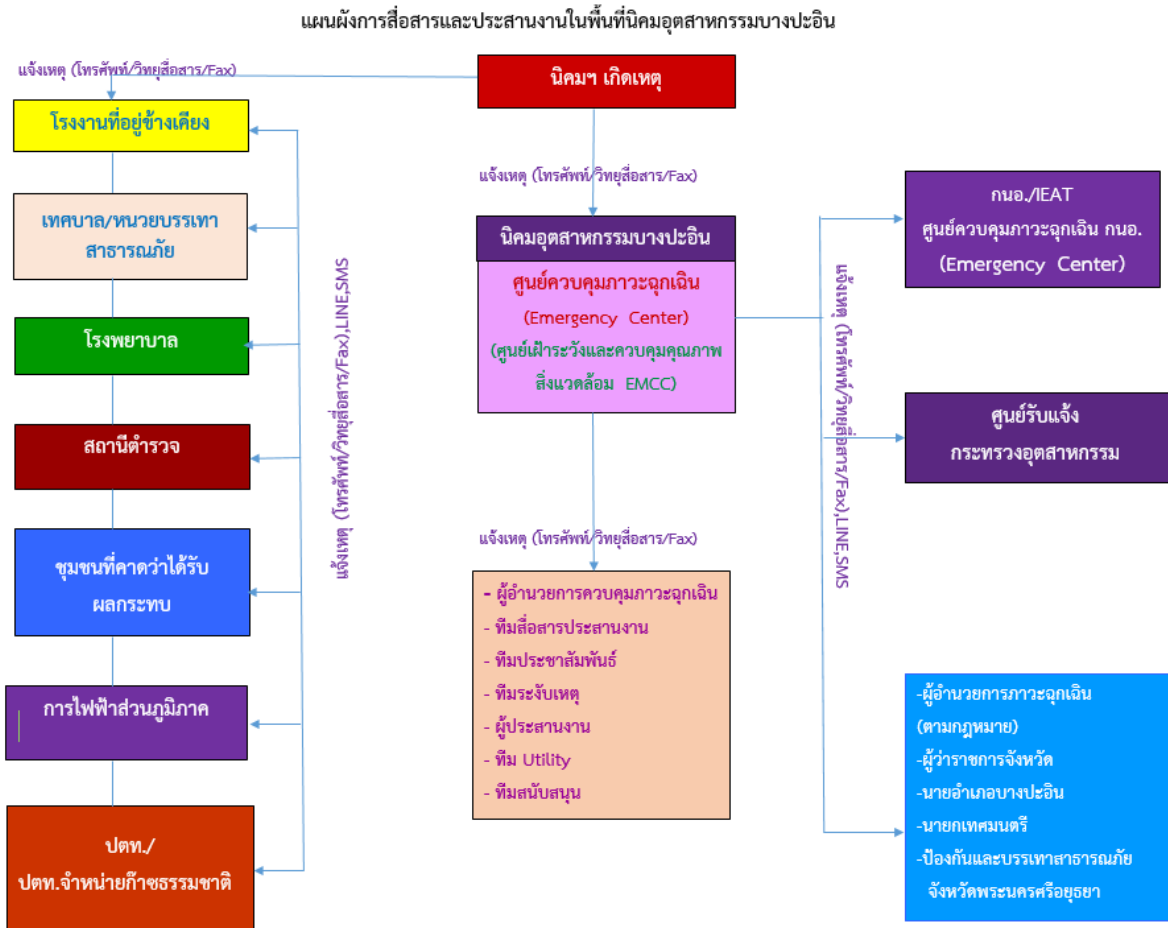 แผนผังการสื่อสารและประสานงานในพื้นที่นิคมอุตสาหกรรมบางปะอิน
แจ้งเหตุ (โทรศัพท์/วิทยุสื่อสาร/Fax)
นิคมฯ เกิดเหตุ
โรงงานที่อยู่ข้างเคียง
เทศบาล/หนวยบรรเทา
สาธารณภัย
โรงพยาบาล
สถานีตำรวจ
ชุมชนที่คาดว่าได้รับ
ผลกระทบ
การไฟฟ้าส่วนภูมิภาค
ปตท./
ปตท.จำหน่ายก๊าซธรรมชาติ
แจ้งเหตุ (โทรศัพท์/วิทยุสื่อสาร/Fax),LINE,SMS
แจ้งเหตุ (โทรศัพท์/วิทยุสื่อสาร/Fax)
นิคมอุตสาหกรรมบางปะอิน
ศูนย์ควบคุมภาวะฉุกเฉิน
(Emergency Center)
(ศูนย์เฝ้าระวังและควบคุมคุณภาพ
สิ่งแวดล้อม EMCC)
แจ้งเหตุ (โทรศัพท์/วิทยุสื่อสาร/Fax)
- ผู้อำนวยการควบคุมภาวะฉุกเฉิน
- ทีมสื่อสารประสานงาน
- ทีมประชาสัมพันธ์
- ทีมระงับเหตุ
- ผู้ประสานงาน
- ทีม Utility
- ทีมสนับสนุน
แจ้งเหตุ (โทรศัพท์/วิทยุสื่อสาร/Fax),LINE,SMS
กนอ./IEAT
ศูนย์ควบคุมภาวะฉุกเฉิน กนอ.
(Emergency Center)
ศูนย์รับแจ้ง
กระทรวงอุตสาหกรรม
-ผู้อำนวยการภาวะฉุกเฉิน
(ตามกฎหมาย)
-ผู้ว่าราชการจังหวัด
-นายอำเภอบางปะอิน
-นายกเทศมนตรี
-ป้องกันและบรรเทาสาธารณภัย
จังหวัดพระนครศรีอยุธยา